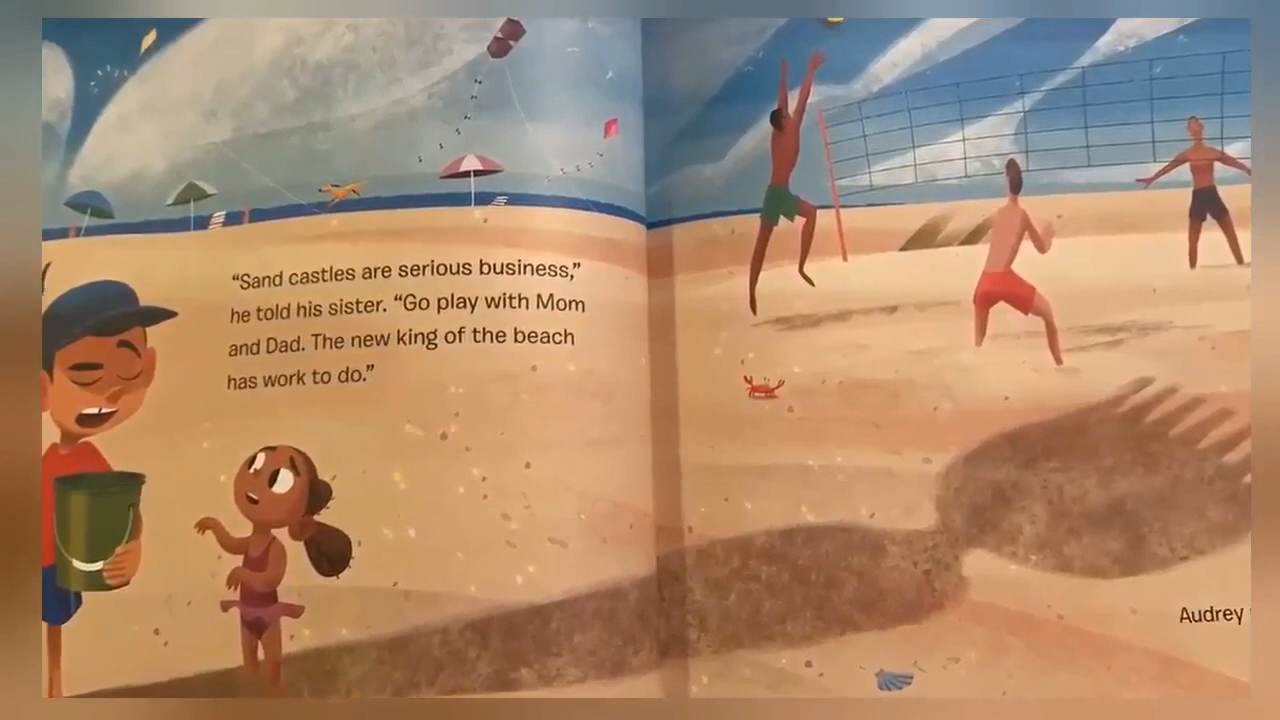 “Sand castles are serious business,”
he told his sister. “Go play with Mom
and Dad. The new king of the beach
has work to do.”
Audrey